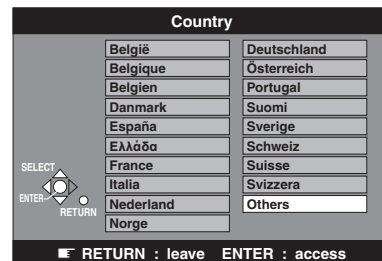 Country
België
Belgique
Belgien
Danmark
España
Ελλάδα
France
Italia
Nederland
Norge
Deutschland
Österreich
Portugal
Suomi
Sverige
Schweiz
Suisse
Svizzera
Others
SELECT
ENTER
RETURN
RETURN : leave ENTER : access